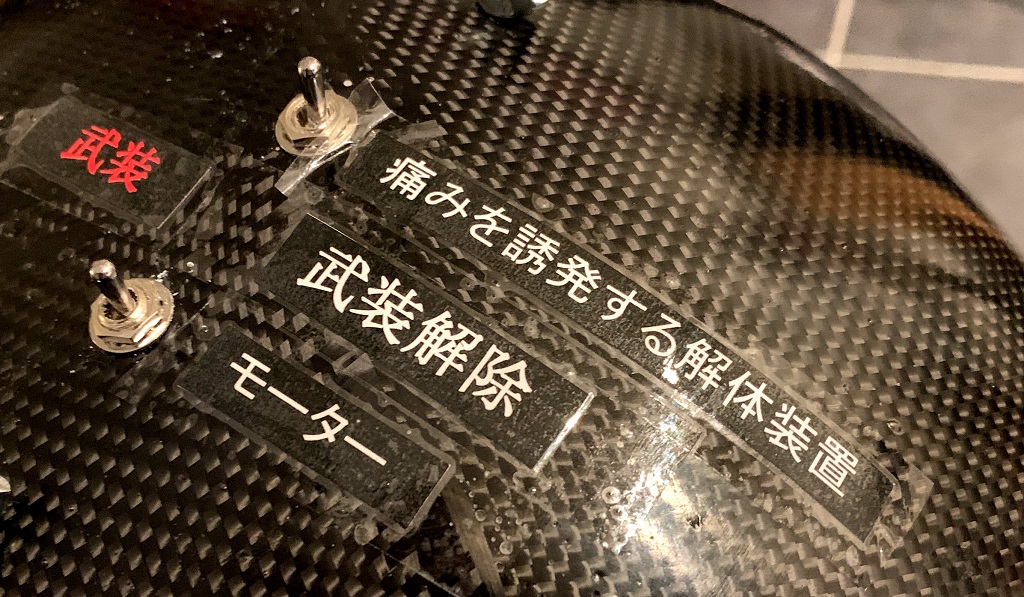 武装
痛みを誘発する解体装置
武装解除
モーター